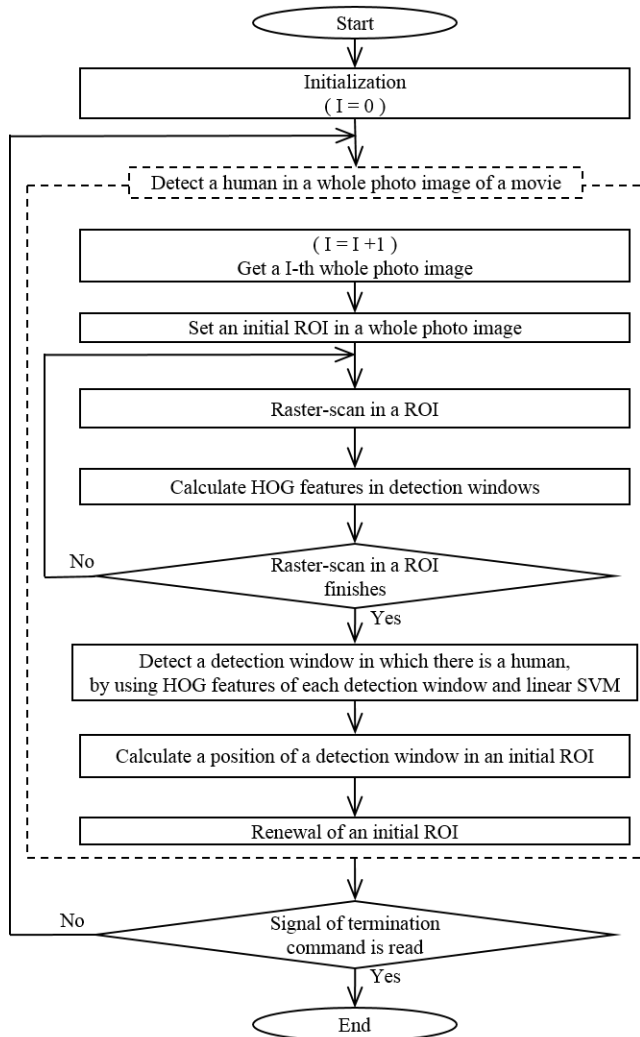 Start
Initialization
( I = 0 )
Detect a human in a whole photo image of a movie
( I = I +1 )
Get a I-th whole photo image
Set an initial ROI in a whole photo image
Raster-scan in a ROI
Calculate HOG features in detection windows
No
Raster-scan in a ROI
finishes
Yes
Detect a detection window in which there is a human,
by using HOG features of each detection window and linear SVM
Calculate a position of a detection window in an initial ROI
Renewal of an initial ROI
No
Signal of termination
command is read
Yes
End